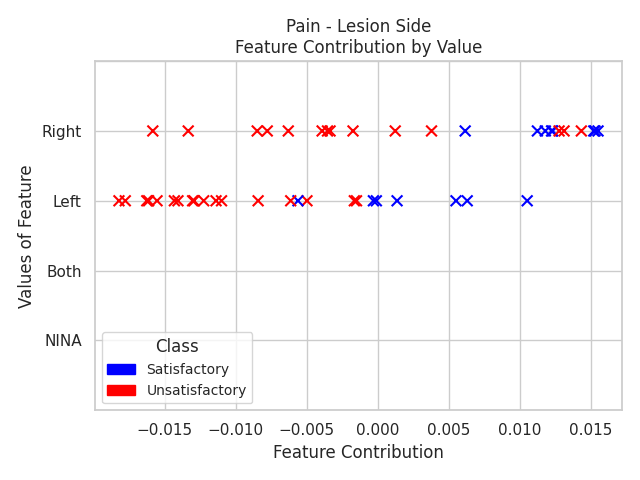 Pain - Lesion Side
Feature Contribution by Value
Values of Feature
Right
Left
Both
NINA
Class
Satisfactory
Unsatisfactory
−0.015 −0.010 −0.005 0.000 0.005 0.010 0.015
Feature Contribution